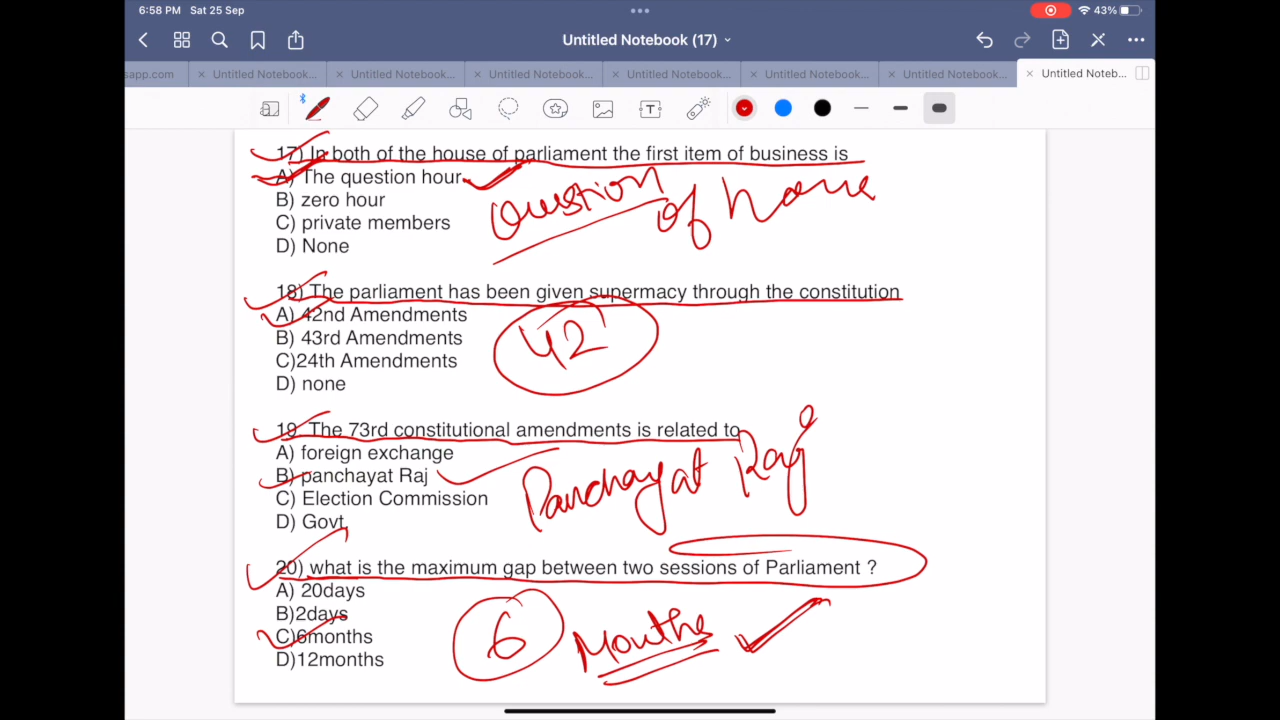 6:58 PM Sat 25 Sep
43%
Untitled Notebook (17)
sapp.com
Untitled Notebook...
Untitled Notebook...
Untitled Notebook...
Untitled Notebook...
Untitled Notebook...
Untitled Notebook...
Untitled Noteb...
17) In both of the house of parliament the first item of business is
A) The question hour
B) zero hour
C) private members
D) None
Question of
18) The parliament has been given supermacy through the constitution
A) 42nd Amendments
B) 43rd Amendments
C)24th Amendments
D) none
42
19 The 73rd constitutional amendments is related to
A) foreign exchange
B) panchayat Raj
C) Election Commission
D) Govt
Panchayat Raj
20) what is the maximum gap between two sessions of Parliament ?
A) 20days
B)2days
C)6months
D)12months
6 Months